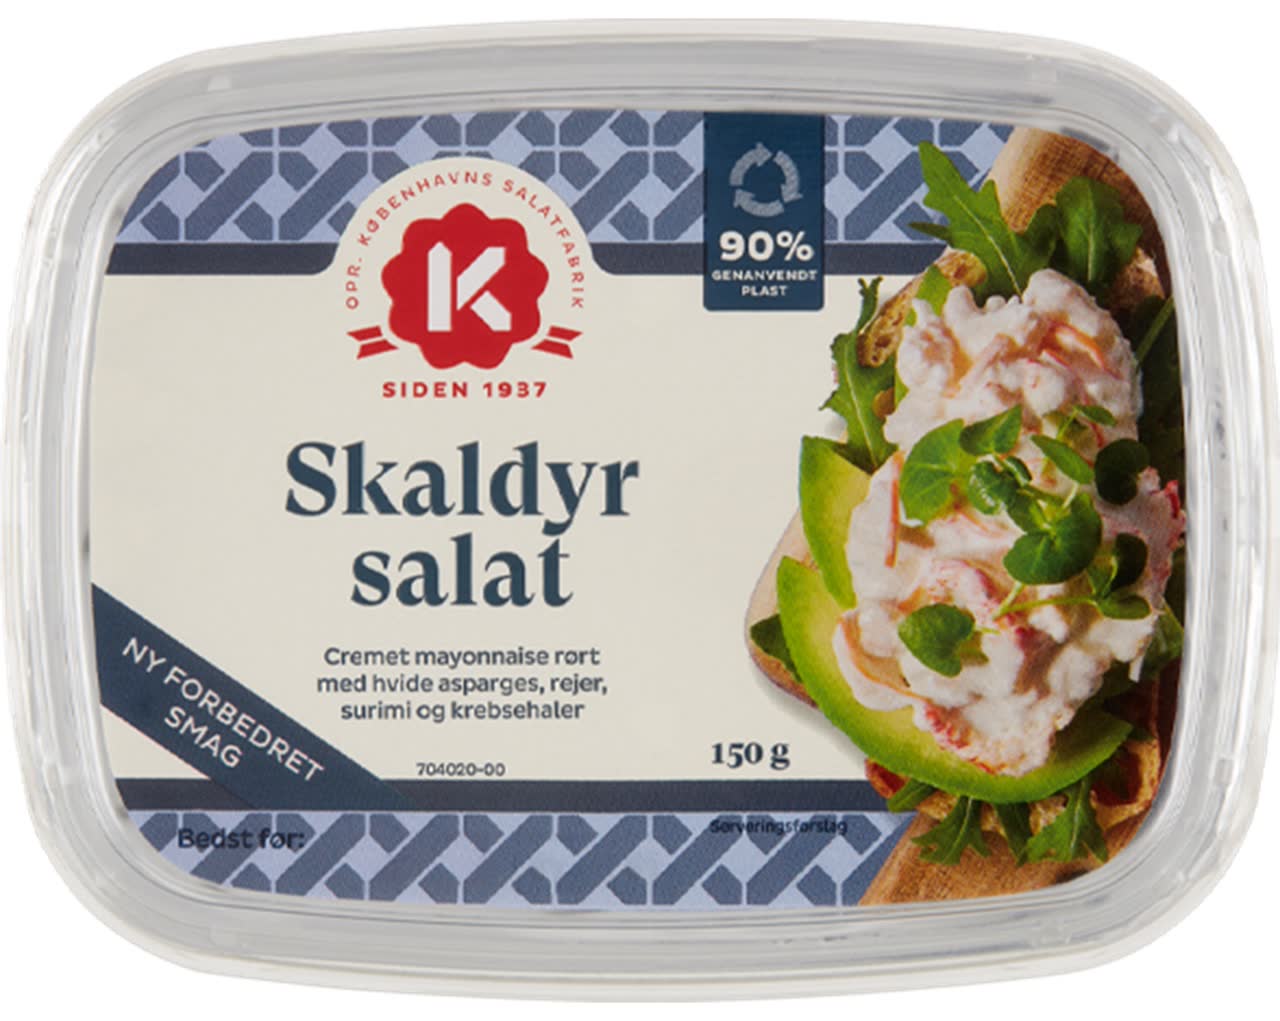 OPR. KØBENHAVNS SALATFABRIK
K
SIDEN 1937
90%
GENANVENDT
PLAST
Skaldyr
salat
Cremet mayonnaise rørt
med hvide asparges, rejer,
surimi og krebsehaler
NY FORBEDRET
SMAG
704020-00
150 g
Bedst før:
Serveringsforslag